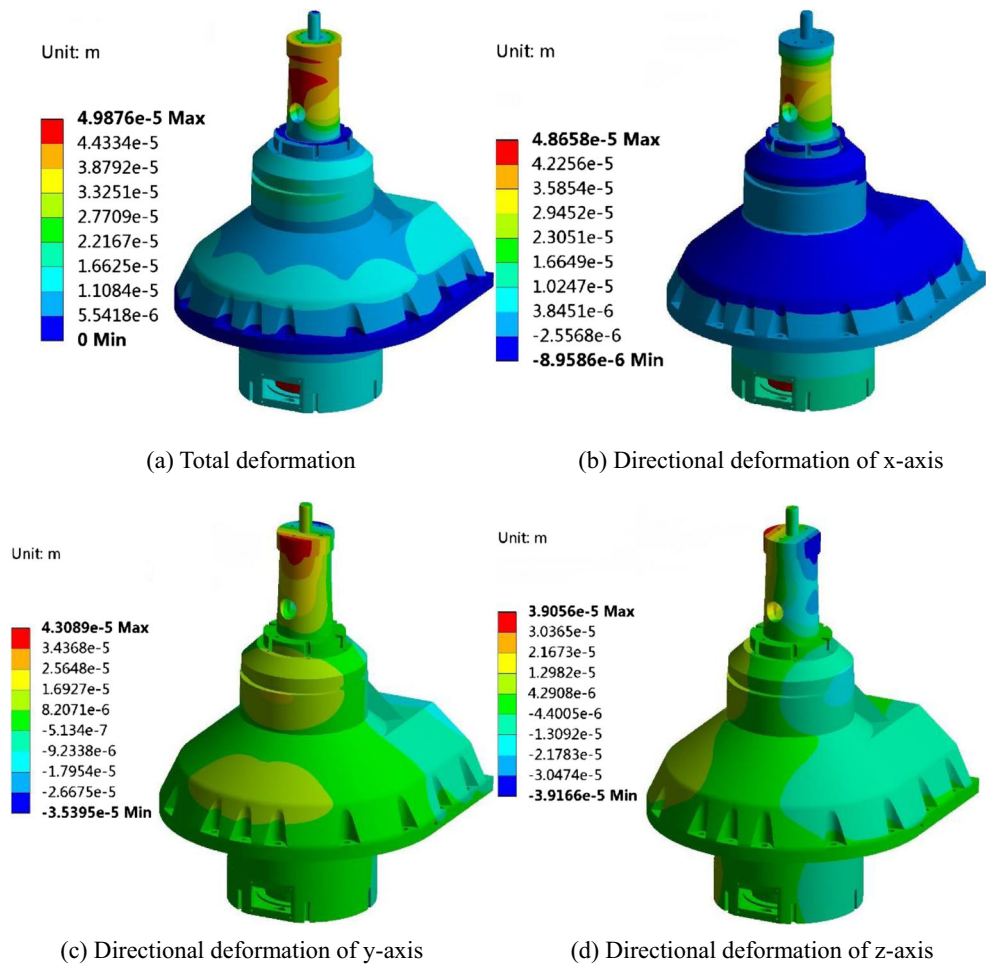 Unit: m
4.9876e-5 Max
4.4334e-5
3.8792e-5
3.3251e-5
2.7709e-5
2.2167e-5
1.6625e-5
1.1084e-5
5.5418e-6
0 Min
(a) Total deformation
Unit: m
4.8658e-5 Max
4.2256e-5
3.5854e-5
2.9452e-5
2.3051e-5
1.6649e-5
1.0247e-5
3.8451e-6
-2.5568e-6
-8.9586e-6 Min
(b) Directional deformation of x-axis
Unit: m
4.3089e-5 Max
3.4368e-5
2.5648e-5
1.6927e-5
8.2071e-6
-5.134e-7
-9.2338e-6
-1.7954e-5
-2.6675e-5
-3.5395e-5 Min
(c) Directional deformation of y-axis
Unit: m
3.9056e-5 Max
3.0365e-5
2.1673e-5
1.2982e-5
4.2908e-6
-4.4005e-6
-1.3092e-5
-2.1783e-5
-3.0474e-5
-3.9166e-5 Min
(d) Directional deformation of z-axis